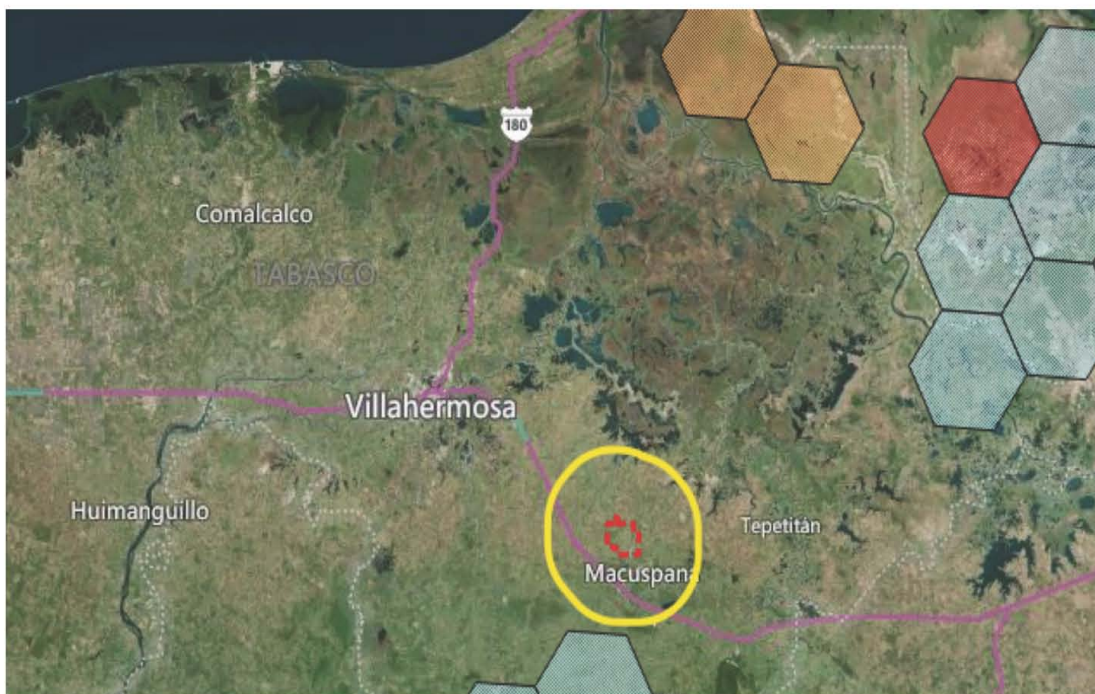 180
Comalcalco
TABASCO
Villahermosa
Huimanguillo
Tepetitán
Macuspana